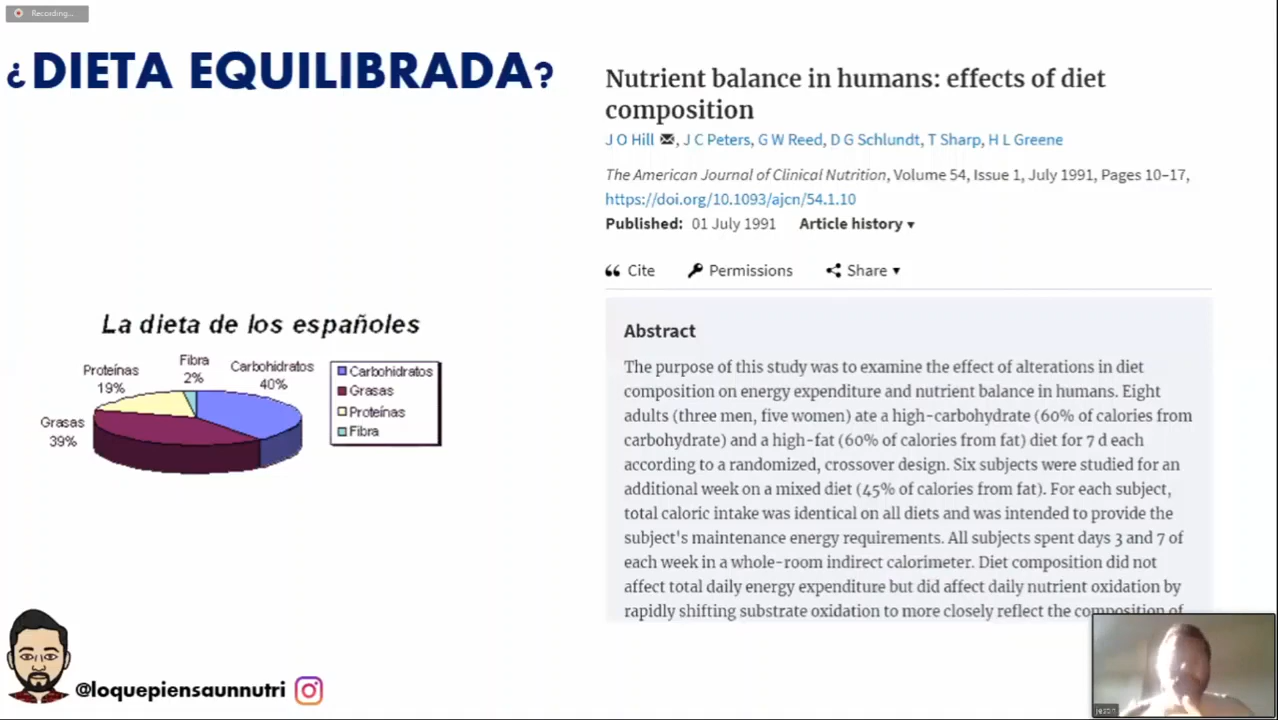 Recording...
¿DIETA EQUILIBRADA?
Nutrient balance in humans: effects of diet
composition
J O Hill, J C Peters, G W Reed, D G Schlundt, T Sharp, H L Greene
The American Journal of Clinical Nutrition, Volume 54, Issue 1, July 1991, Pages 10–17,
https://doi.org/10.1093/ajcn/54.1.10
Published: 01 July 1991 Article history
Cite Permissions Share
Abstract
The purpose of this study was to examine the effect of alterations in diet
composition on energy expenditure and nutrient balance in humans. Eight
adults (three men, five women) ate a high-carbohydrate (60% of calories from
carbohydrate) and a high-fat (60% of calories from fat) diet for 7 d each
according to a randomized, crossover design. Six subjects were studied for an
additional week on a mixed diet (45% of calories from fat). For each subject,
total caloric intake was identical on all diets and was intended to provide the
subject's maintenance energy requirements. All subjects spent days 3 and 7 of
each week in a whole-room indirect calorimeter. Diet composition did not
affect total daily energy expenditure but did affect daily nutrient oxidation by
rapidly shifting substrate oxidation to more closely reflect the composition of
La dieta de los españoles
Fibra
2%
Proteínas
19%
Carbohidratos
40%
Grasas
39%
Carbohidratos
Grasas
Proteínas
Fibra
@loquepiensaunnutri